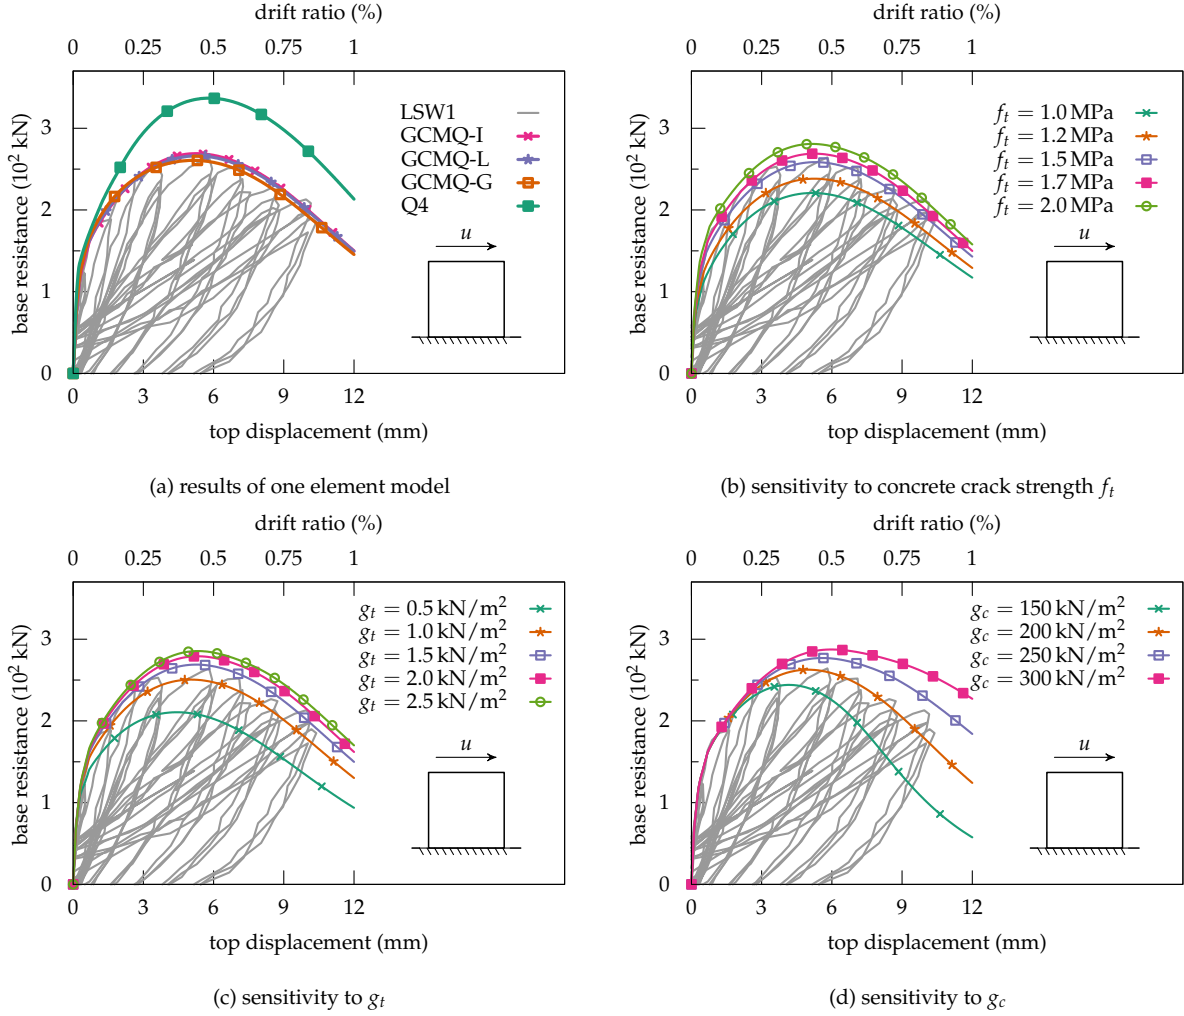 drift ratio (%)
0 0.25 0.5 0.75 1
base resistance (10² kN)
3
2
1
0
LSW1
GCMQ-I
GCMQ-L
GCMQ-G
Q4
u
0 3 6 9 12
top displacement (mm)
(a) results of one element model
drift ratio (%)
0 0.25 0.5 0.75 1
base resistance (10² kN)
3
2
1
0
f_t = 1.0 MPa
f_t = 1.2 MPa
f_t = 1.5 MPa
f_t = 1.7 MPa
f_t = 2.0 MPa
u
0 3 6 9 12
top displacement (mm)
(b) sensitivity to concrete crack strength f_t
drift ratio (%)
0 0.25 0.5 0.75 1
base resistance (10² kN)
3
2
1
0
g_t = 0.5 kN/m²
g_t = 1.0 kN/m²
g_t = 1.5 kN/m²
g_t = 2.0 kN/m²
g_t = 2.5 kN/m²
u
0 3 6 9 12
top displacement (mm)
(c) sensitivity to g_t
drift ratio (%)
0 0.25 0.5 0.75 1
base resistance (10² kN)
3
2
1
0
g_c = 150 kN/m²
g_c = 200 kN/m²
g_c = 250 kN/m²
g_c = 300 kN/m²
u
0 3 6 9 12
top displacement (mm)
(d) sensitivity to g_c